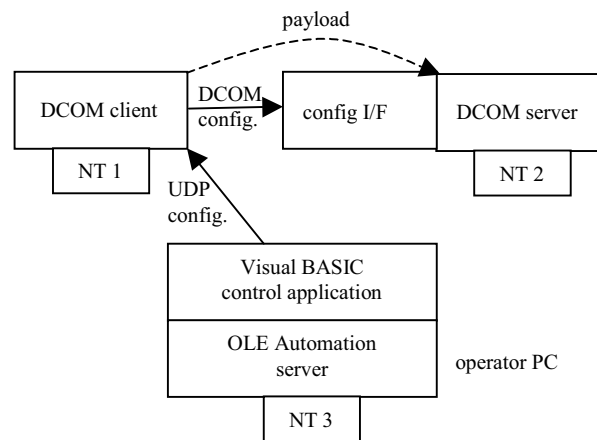 payload
DCOM client
DCOM
config.
config I/F
DCOM server
NT 1
NT 2
UDP
config.
Visual BASIC
control application
OLE Automation
server
operator PC
NT 3